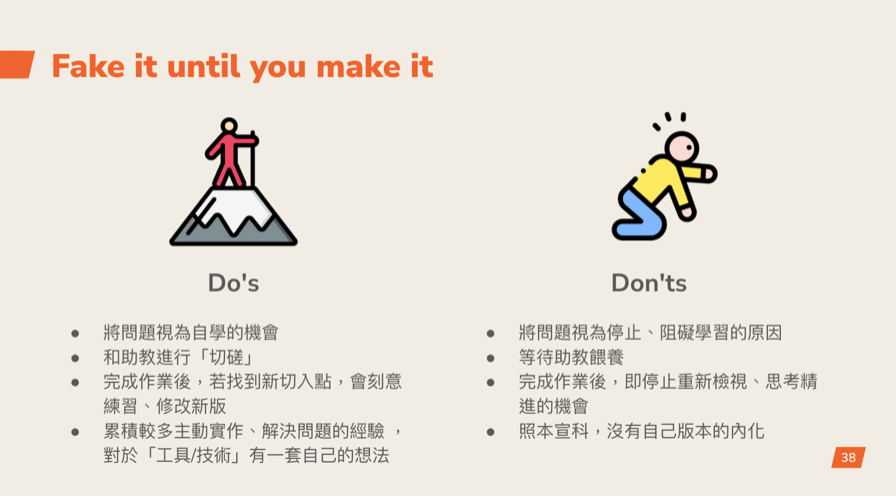 Fake it until you make it
Do's
● 將問題視為自學的機會
● 和助教進行「切磋」
● 完成作業後，若找到新切入點，會刻意
練習、修改新版
● 累積較多主動實作、解決問題的經驗 ，
對於「工具/技術」有一套自己的想法
Don'ts
● 將問題視為停止、阻礙學習的原因
● 等待助教餵養
● 完成作業後，即停止重新檢視、思考精
進的機會
● 照本宣科，沒有自己版本的內化
38